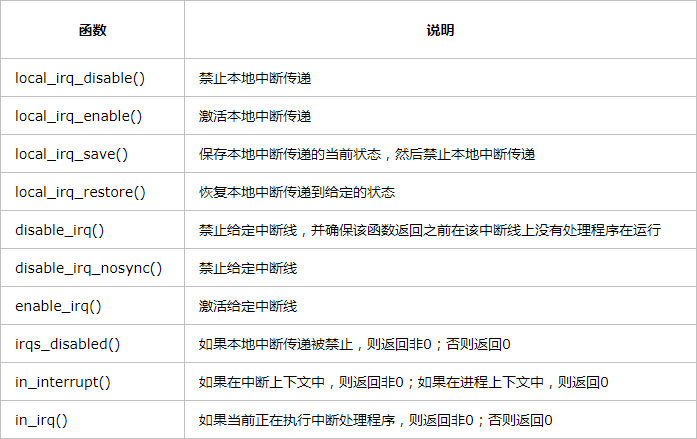 函数 说明
local_irq_disable() 禁止本地中断传递
local_irq_enable() 激活本地中断传递
local_irq_save() 保存本地中断传递的当前状态，然后禁止本地中断传递
local_irq_restore() 恢复本地中断传递到给定的状态
disable_irq() 禁止给定中断线，并确保该函数返回之前在该中断线上没有处理程序在运行
disable_irq_nosync() 禁止给定中断线
enable_irq() 激活给定中断线
irqs_disabled() 如果本地中断传递被禁止，则返回非0；否则返回0
in_interrupt() 如果在中断上下文中，则返回非0；如果在进程上下文中，则返回0
in_irq() 如果当前正在执行中断处理程序，则返回非0；否则返回0